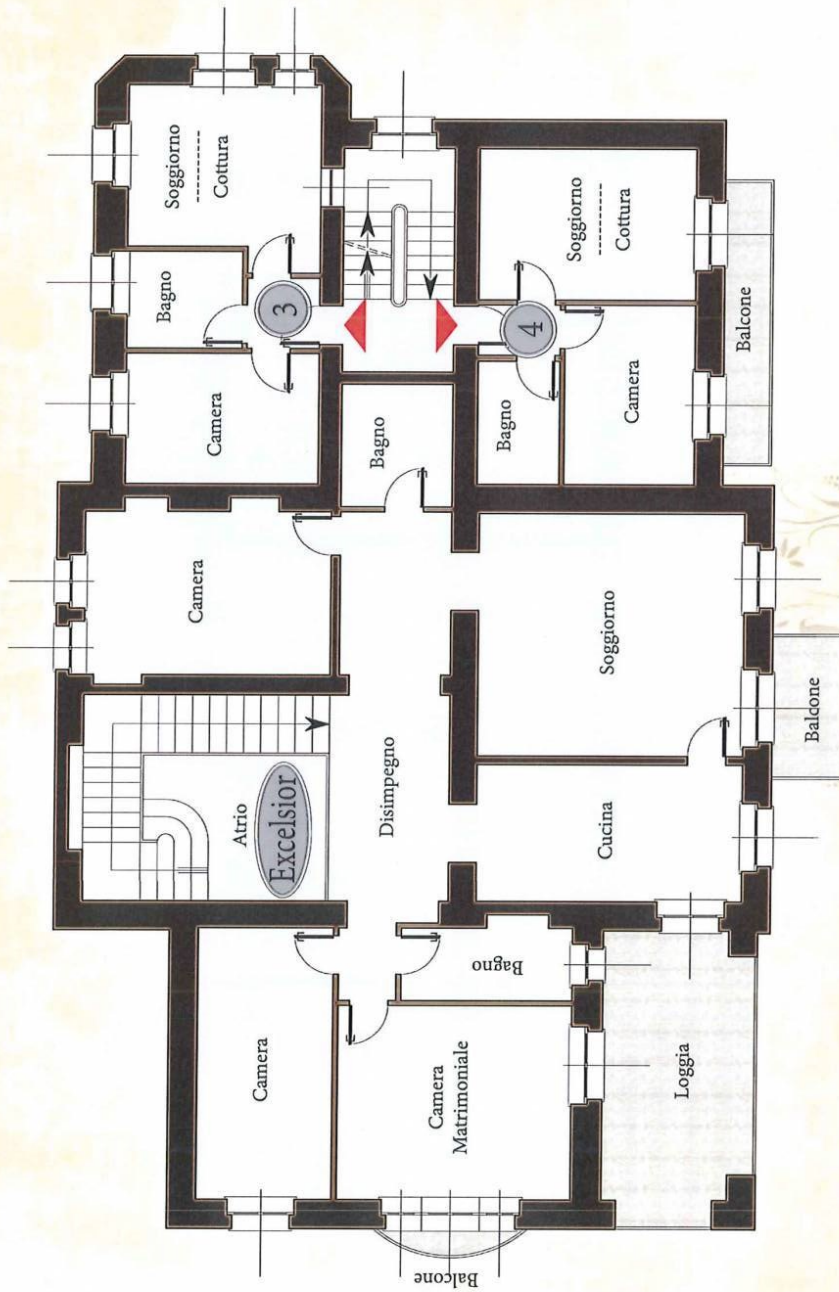 Soggiorno
Cottura
Bagno
3
Camera
Camera
Bagno
Soggiorno
Cottura
4
Bagno
Camera
Balcone
Atrio
Excelsior
Disimpegno
Soggiorno
Balcone
Cucina
Camera
Bagno
Camera
Matrimoniale
Loggia
Balcone